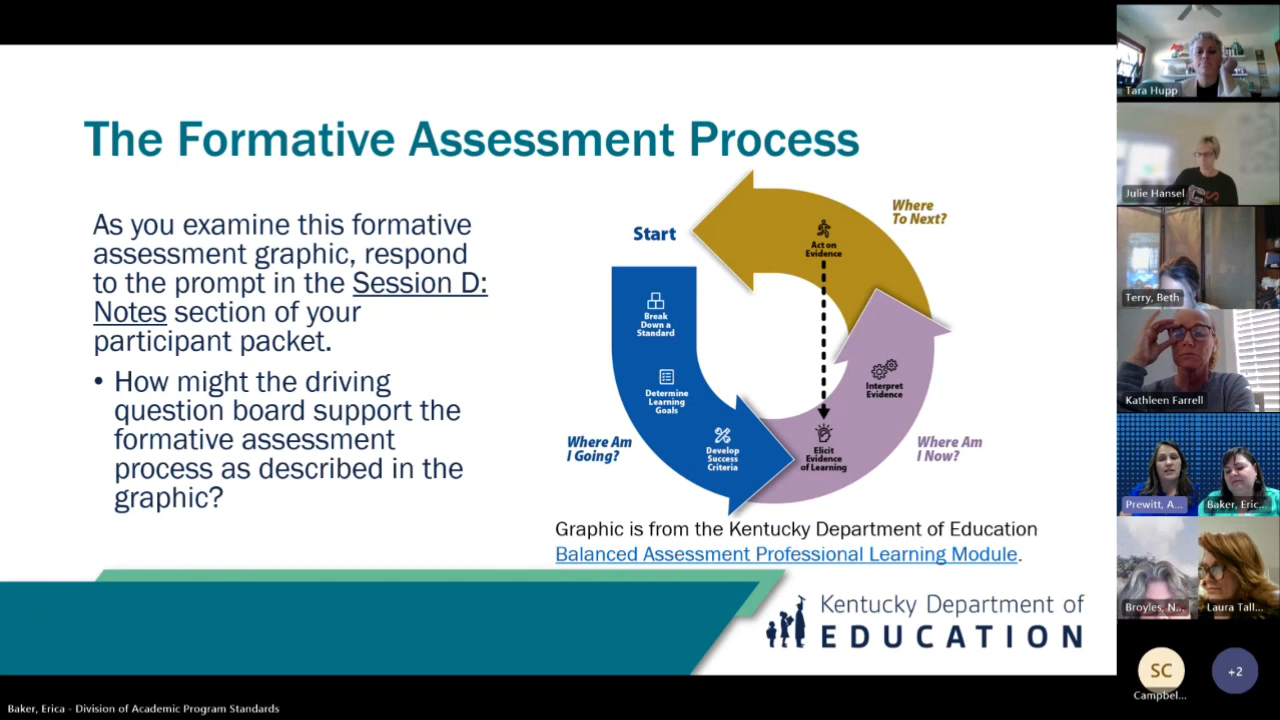 The Formative Assessment Process
As you examine this formative
assessment graphic, respond
to the prompt in the Session D:
Notes section of your
participant packet.
• How might the driving
question board support the
formative assessment
process as described in the
graphic?
Start
Break
Down a
Standard
Determine
Learning
Goals
Develop
Success
Criteria
Where Am
I Going?
Elicit
Evidence
of Learning
Interpret
Evidence
Where Am
I Now?
Act on
Evidence
Where
To Next?
Graphic is from the Kentucky Department of Education
Balanced Assessment Professional Learning Module.
Kentucky Department of
EDUCATION
Tara Hupp
Julie Hansel
Terry, Beth
Kathleen Farrell
Prewitt, A...
Baker, Eric...
Broyles, N...
Laura Tall...
SC
Campbel...
+2
Baker, Erica - Division of Academic Program Standards